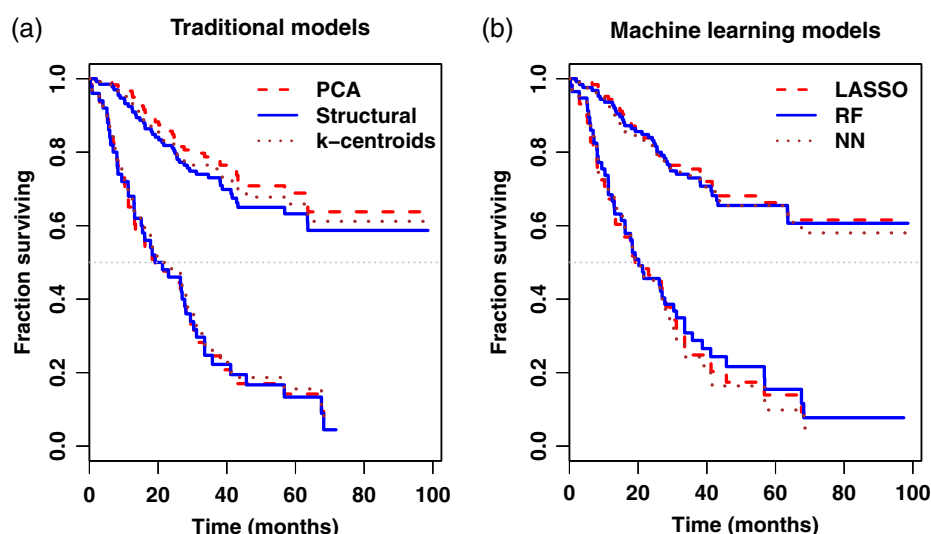 (a) Traditional models
PCA
Structural
k−centroids
Fraction surviving
1.0
0.8
0.6
0.4
0.2
0.0
0 20 40 60 80 100
Time (months)
(b) Machine learning models
LASSO
RF
NN
Fraction surviving
1.0
0.8
0.6
0.4
0.2
0.0
0 20 40 60 80 100
Time (months)